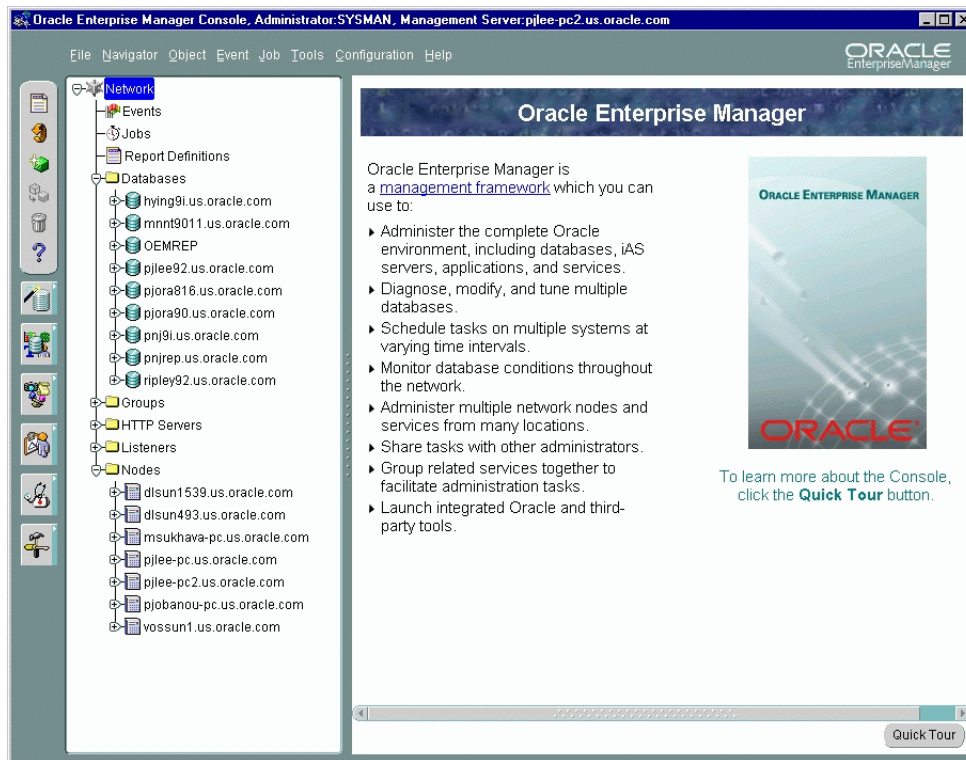 Oracle Enterprise Manager Console, Administrator:SYSMAN, Management Server:pjlee-pc2.us.oracle.com
File Navigator Object Event Job Tools Configuration Help
ORACLE
EnterpriseManager
Network
Events
Jobs
Report Definitions
Databases
hying9i.us.oracle.com
mnnt9011.us.oracle.com
OEMREP
pjlee92.us.oracle.com
pjora816.us.oracle.com
pjora90.us.oracle.com
pnj9i.us.oracle.com
pnjrep.us.oracle.com
ripley92.us.oracle.com
Groups
HTTP Servers
Listeners
Nodes
dlsun1539.us.oracle.com
dlsun493.us.oracle.com
msukhava-pc.us.oracle.com
pjlee-pc.us.oracle.com
pjlee-pc2.us.oracle.com
pjobanou-pc.us.oracle.com
vossun1.us.oracle.com
Oracle Enterprise Manager
Oracle Enterprise Manager is
a management framework which you can
use to:
Administer the complete Oracle
environment, including databases, iAS
servers, applications, and services.
Diagnose, modify, and tune multiple
databases.
Schedule tasks on multiple systems at
varying time intervals.
Monitor database conditions throughout
the network.
Administer multiple network nodes and
services from many locations.
Share tasks with other administrators.
Group related services together to
facilitate administration tasks.
Launch integrated Oracle and third-
party tools.
ORACLE ENTERPRISE MANAGER
ORACLE
To learn more about the Console,
click the Quick Tour button.
Quick Tour